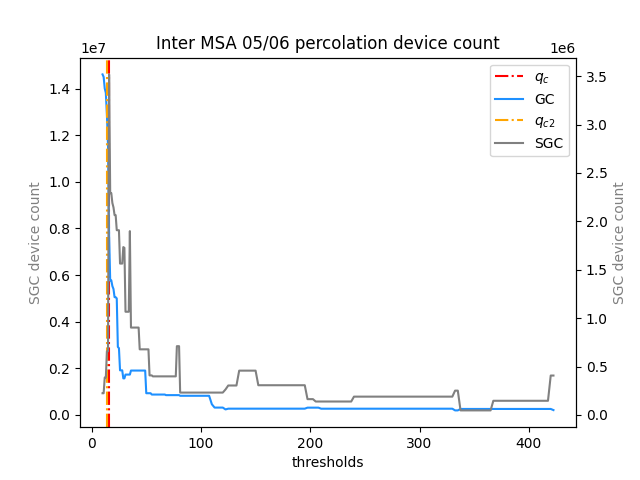 Inter MSA 05/06 percolation device count
1e7
1e6
SGC device count
1.4
1.2
1.0
0.8
0.6
0.4
0.2
0.0
3.5
3.0
2.5
2.0
1.5
1.0
0.5
0.0
SGC device count
q_c
GC
q_{c2}
SGC
0
100
200
300
400
thresholds